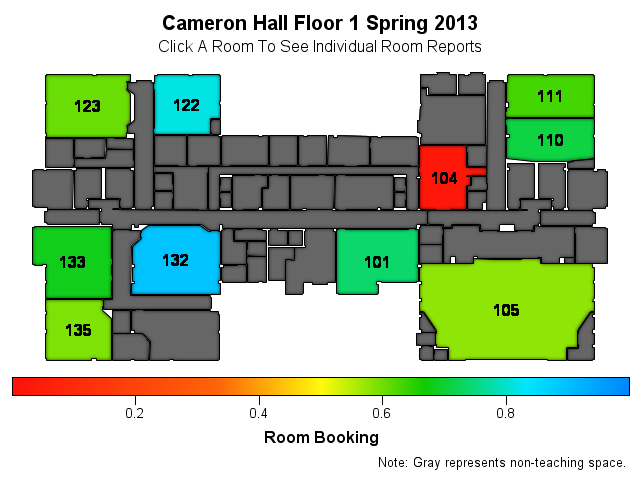 Cameron Hall Floor 1 Spring 2013
Click A Room To See Individual Room Reports
123
122
111
110
104
133
132
101
105
135
0.2 0.4 0.6 0.8
Room Booking
Note: Gray represents non-teaching space.